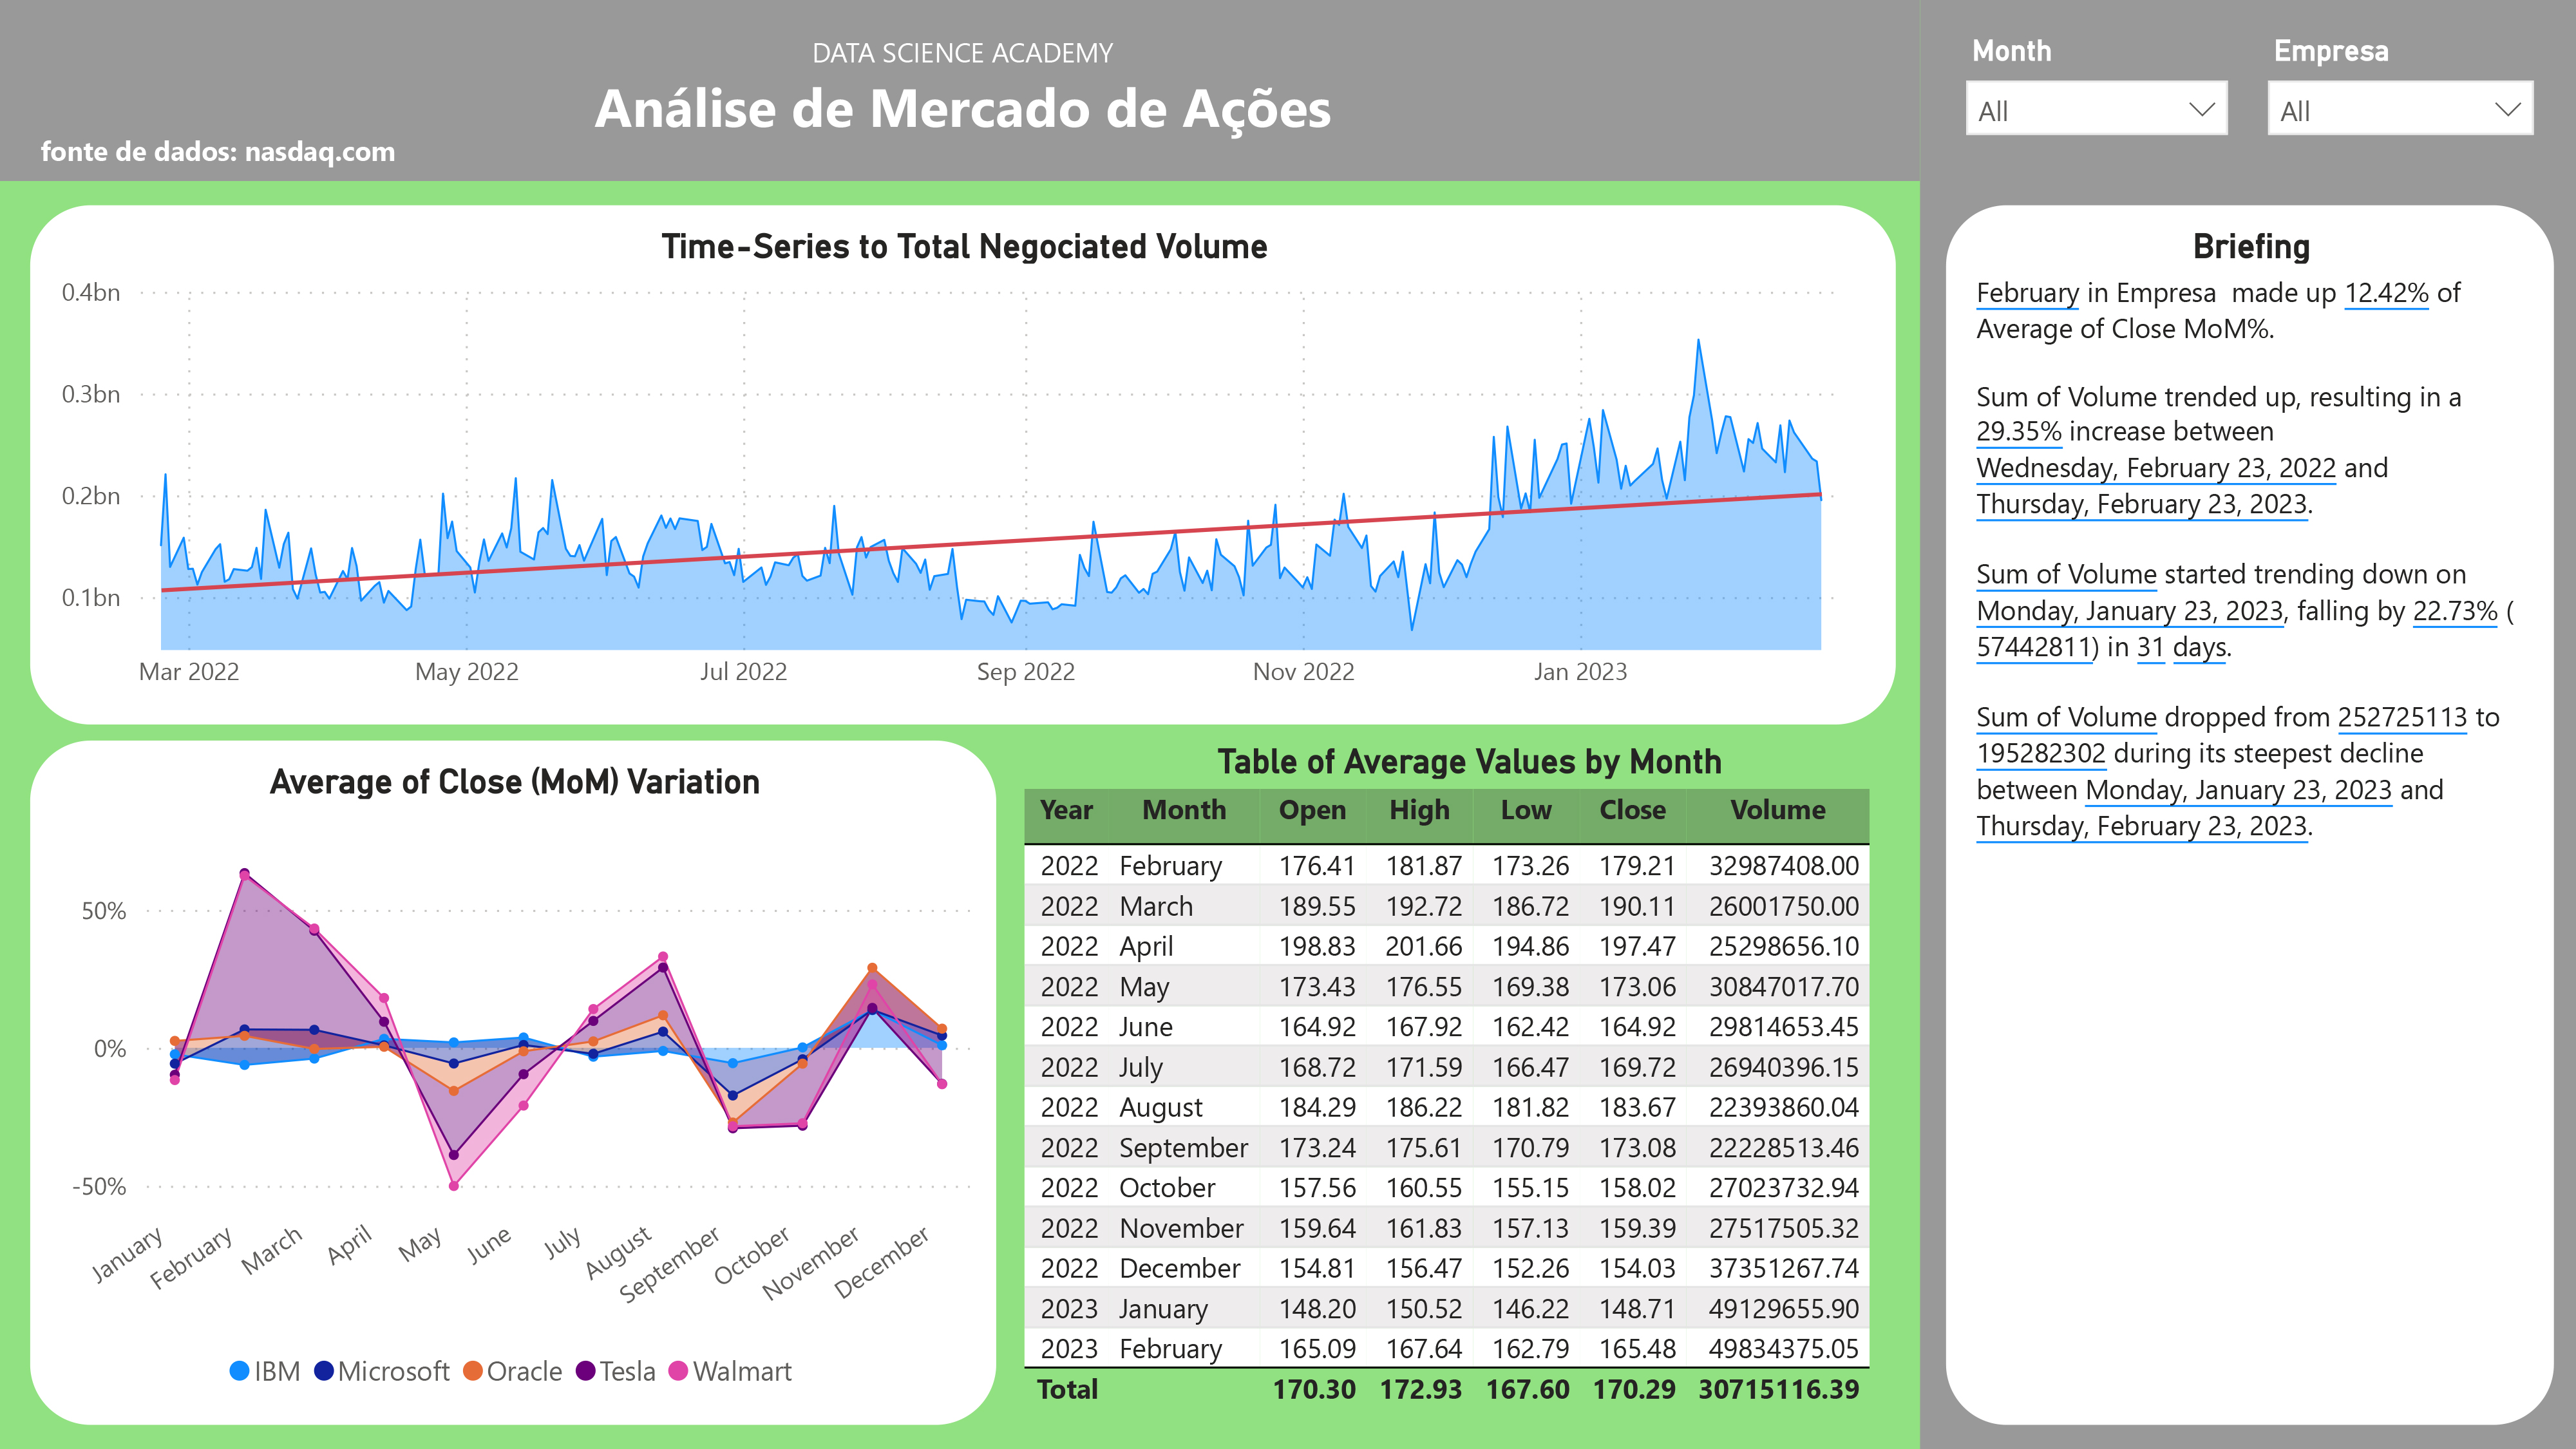 DATA SCIENCE ACADEMY
Análise de Mercado de Ações
fonte de dados: nasdaq.com
Month
Empresa
All
All
Time-Series to Total Negociated Volume
0.4bn
0.3bn
0.2bn
0.1bn
Mar 2022 May 2022 Jul 2022 Sep 2022 Nov 2022 Jan 2023
Average of Close (MoM) Variation
50%
0%
-50%
January February March April May June July August September October November December
IBM Microsoft Oracle Tesla Walmart
Table of Average Values by Month
Year Month Open High Low Close Volume
2022 February 176.41 181.87 173.26 179.21 32987408.00
2022 March 189.55 192.72 186.72 190.11 26001750.00
2022 April 198.83 201.66 194.86 197.47 25298656.10
2022 May 173.43 176.55 169.38 173.06 30847017.70
2022 June 164.92 167.92 162.42 164.92 29814653.45
2022 July 168.72 171.59 166.47 169.72 26940396.15
2022 August 184.29 186.22 181.82 183.67 22393860.04
2022 September 173.24 175.61 170.79 173.08 22228513.46
2022 October 157.56 160.55 155.15 158.02 27023732.94
2022 November 159.64 161.83 157.13 159.39 27517505.32
2022 December 154.81 156.47 152.26 154.03 37351267.74
2023 January 148.20 150.52 146.22 148.71 49129655.90
2023 February 165.09 167.64 162.79 165.48 49834375.05
Total 170.30 172.93 167.60 170.29 30715116.39
Briefing
February in Empresa  made up 12.42% of
Average of Close MoM%.
Sum of Volume trended up, resulting in a
29.35% increase between
Wednesday, February 23, 2022 and
Thursday, February 23, 2023.
Sum of Volume started trending down on
Monday, January 23, 2023, falling by 22.73% (
57442811) in 31 days.
Sum of Volume dropped from 252725113 to
195282302 during its steepest decline
between Monday, January 23, 2023 and
Thursday, February 23, 2023.